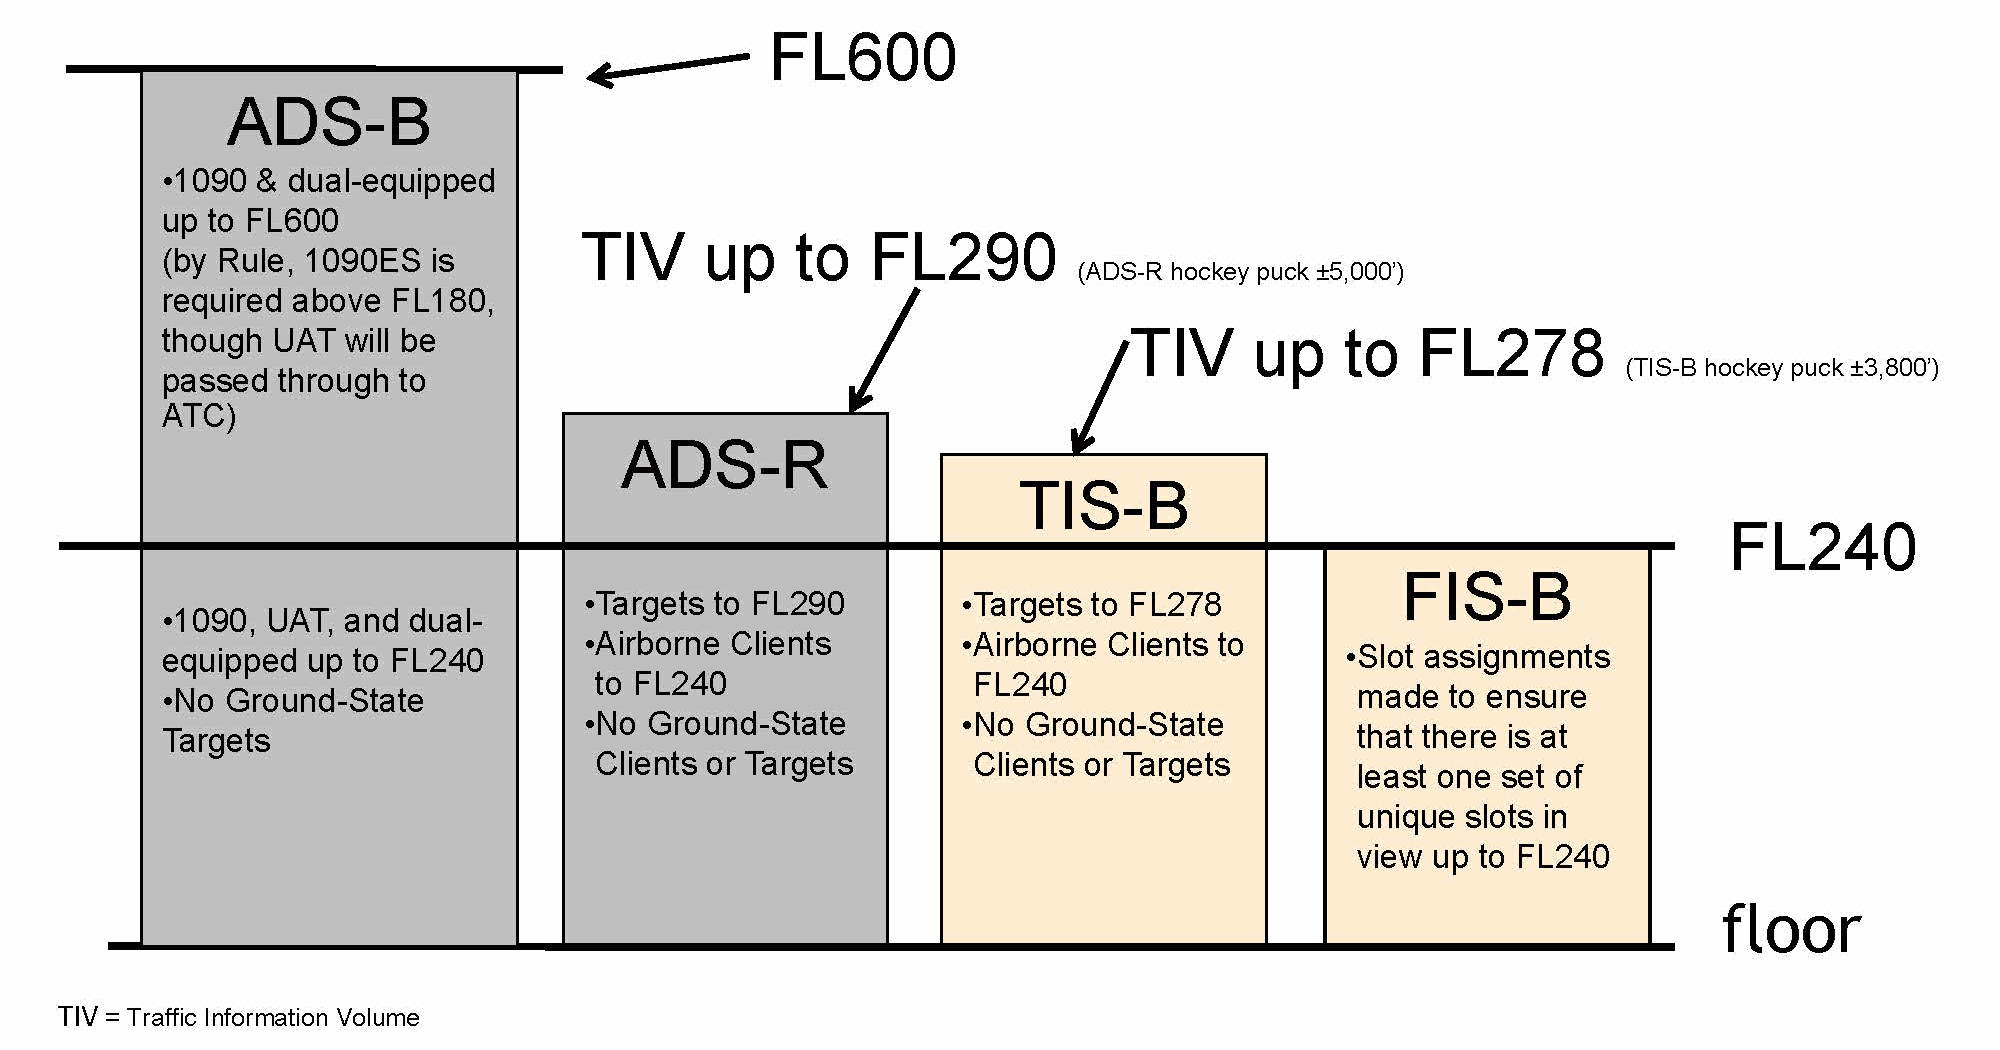 FL600
ADS-B
•1090 & dual-equipped
up to FL600
(by Rule, 1090ES is
required above FL180,
though UAT will be
passed through to
ATC)
TIV up to FL290 (ADS-R hockey puck ±5,000’)
TIV up to FL278 (TIS-B hockey puck ±3,800’)
ADS-R
TIS-B
FL240
•1090, UAT, and dual-
equipped up to FL240
•No Ground-State
Targets
•Targets to FL290
•Airborne Clients
to FL240
•No Ground-State
Clients or Targets
•Targets to FL278
•Airborne Clients to
FL240
•No Ground-State
Clients or Targets
FIS-B
•Slot assignments
made to ensure
that there is at
least one set of
unique slots in
view up to FL240
floor
TIV = Traffic Information Volume